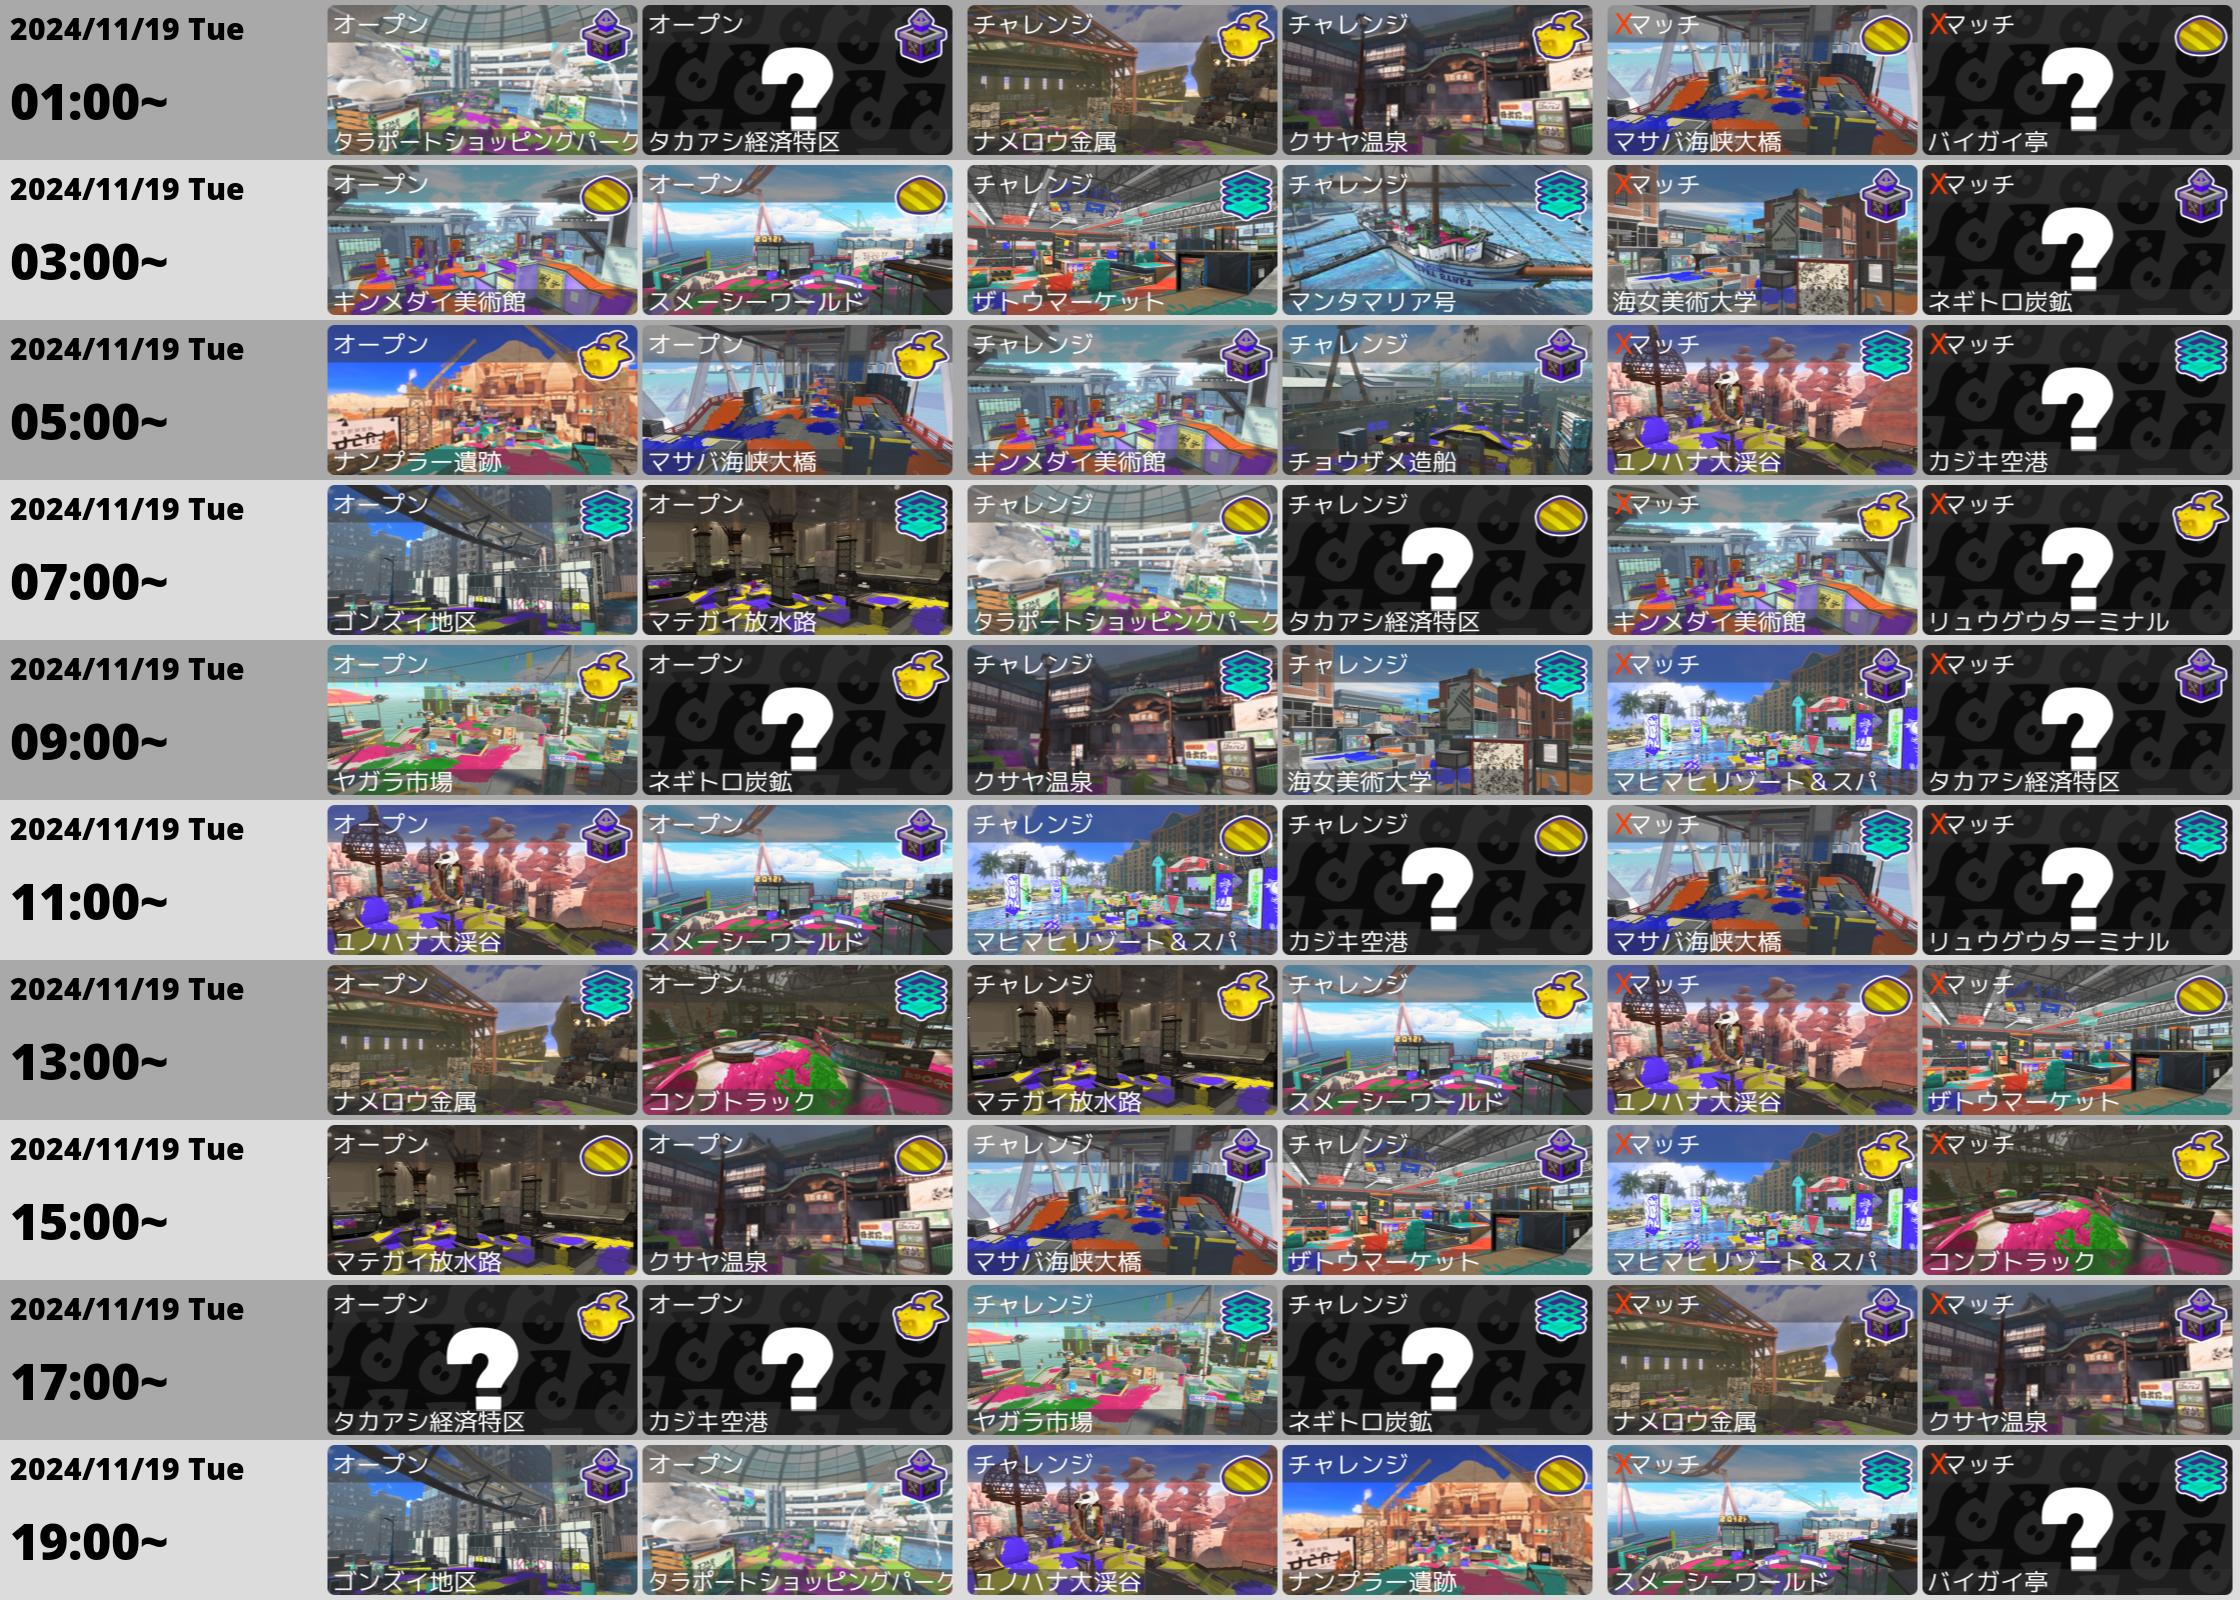 2024/11/19 Tue
01:00~
オープン
タラポートショッピングパーク
オープン
タカアシ経済特区
チャレンジ
ナメロウ金属
チャレンジ
クサヤ温泉
Xマッチ
マサバ海峡大橋
Xマッチ
バイガイ亭
2024/11/19 Tue
03:00~
オープン
キンメダイ美術館
オープン
スメーシーワールド
チャレンジ
ザトウマーケット
チャレンジ
マンタマリア号
Xマッチ
海女美術大学
Xマッチ
ネギトロ炭鉱
2024/11/19 Tue
05:00~
オープン
ナンプラー遺跡
オープン
マサバ海峡大橋
チャレンジ
キンメダイ美術館
チャレンジ
チョウザメ造船
Xマッチ
ユノハナ大渓谷
Xマッチ
カジキ空港
2024/11/19 Tue
07:00~
オープン
ゴンズイ地区
オープン
マテガイ放水路
チャレンジ
タラポートショッピングパーク
チャレンジ
タカアシ経済特区
Xマッチ
キンメダイ美術館
Xマッチ
リュウグウターミナル
2024/11/19 Tue
09:00~
オープン
ヤガラ市場
オープン
ネギトロ炭鉱
チャレンジ
クサヤ温泉
チャレンジ
海女美術大学
Xマッチ
マヒマヒリゾート＆スパ
Xマッチ
タカアシ経済特区
2024/11/19 Tue
11:00~
オープン
ユノハナ大渓谷
オープン
スメーシーワールド
チャレンジ
マヒマヒリゾート＆スパ
チャレンジ
カジキ空港
Xマッチ
マサバ海峡大橋
Xマッチ
リュウグウターミナル
2024/11/19 Tue
13:00~
オープン
ナメロウ金属
オープン
コンブトラック
チャレンジ
マテガイ放水路
チャレンジ
スメーシーワールド
Xマッチ
ユノハナ大渓谷
Xマッチ
ザトウマーケット
2024/11/19 Tue
15:00~
オープン
マテガイ放水路
オープン
クサヤ温泉
チャレンジ
マサバ海峡大橋
チャレンジ
ザトウマーケット
Xマッチ
マヒマヒリゾート＆スパ
Xマッチ
コンブトラック
2024/11/19 Tue
17:00~
オープン
タカアシ経済特区
オープン
カジキ空港
チャレンジ
ヤガラ市場
チャレンジ
ネギトロ炭鉱
Xマッチ
ナメロウ金属
Xマッチ
クサヤ温泉
2024/11/19 Tue
19:00~
オープン
ゴンズイ地区
オープン
タラポートショッピングパーク
チャレンジ
ユノハナ大渓谷
チャレンジ
ナンプラー遺跡
Xマッチ
スメーシーワールド
Xマッチ
バイガイ亭